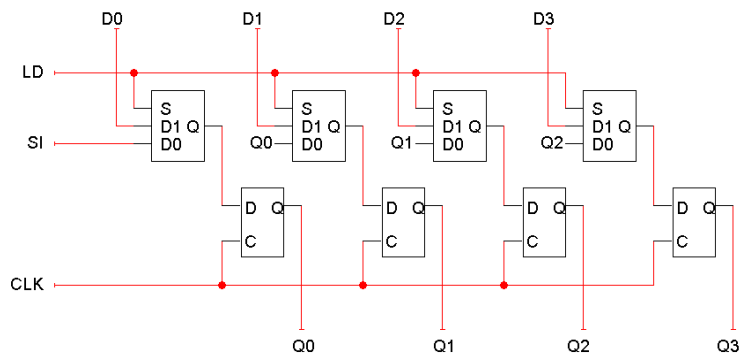 D0 D1 D2 D3
LD
S S S S
D1 Q D1 Q D1 Q D1 Q
SI D0 Q0 D0 Q1 D0 Q2 D0
D Q D Q D Q D Q
C C C C
CLK
Q0 Q1 Q2 Q3